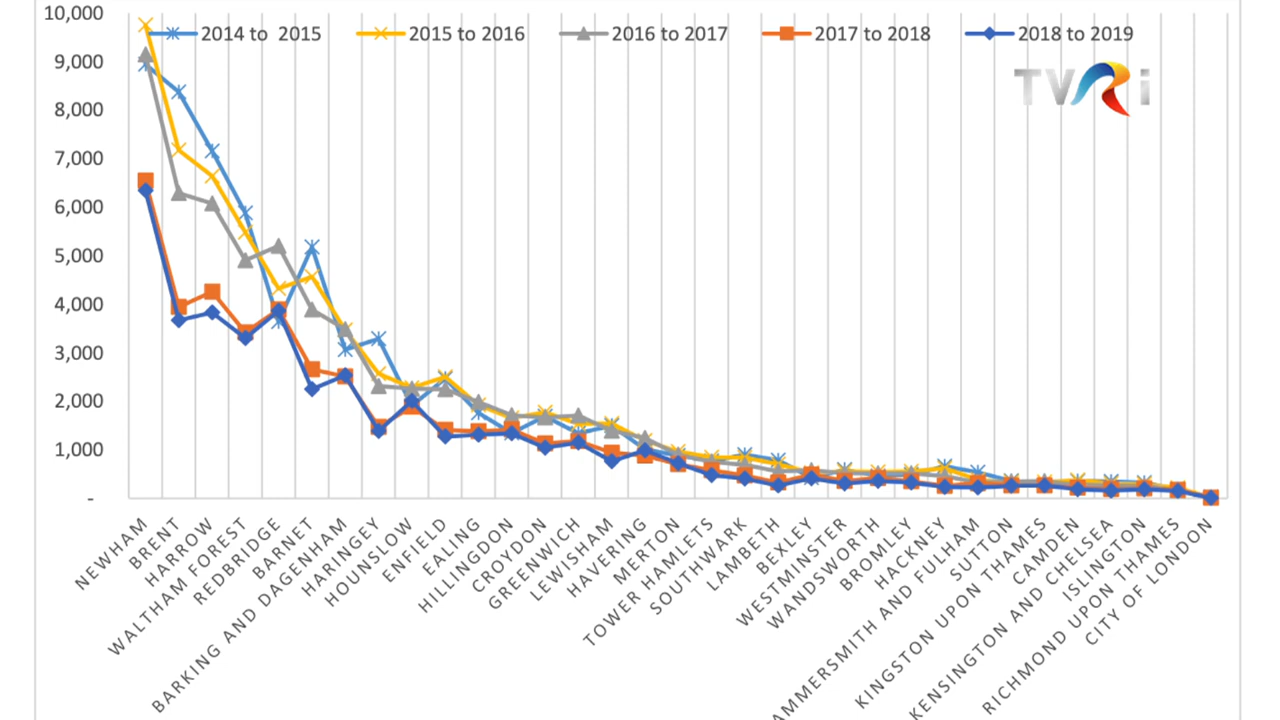 10,000
9,000
8,000
7,000
6,000
5,000
4,000
3,000
2,000
1,000
-
2014 to 2015
2015 to 2016
2016 to 2017
2017 to 2018
2018 to 2019
TVRi
NEWHAM
BRENT
HARROW
WALTHAM FOREST
REDBRIDGE
BARNET
BARKING AND DAGENHAM
HARINGEY
HOUNSLOW
ENFIELD
EALING
HILLINGDON
CROYDON
GREENWICH
LEWISHAM
HAVERING
MERTON
TOWER HAMLETS
SOUTHWARK
LAMBETH
BEXLEY
WESTMINSTER
WANDSWORTH
BROMLEY
HACKNEY
AMMERSMITH AND FULHAM
SUTTON
KINGSTON UPON THAMES
CAMDEN
KENSINGTON AND CHELSEA
ISLINGTON
RICHMOND UPON THAMES
CITY OF LONDON